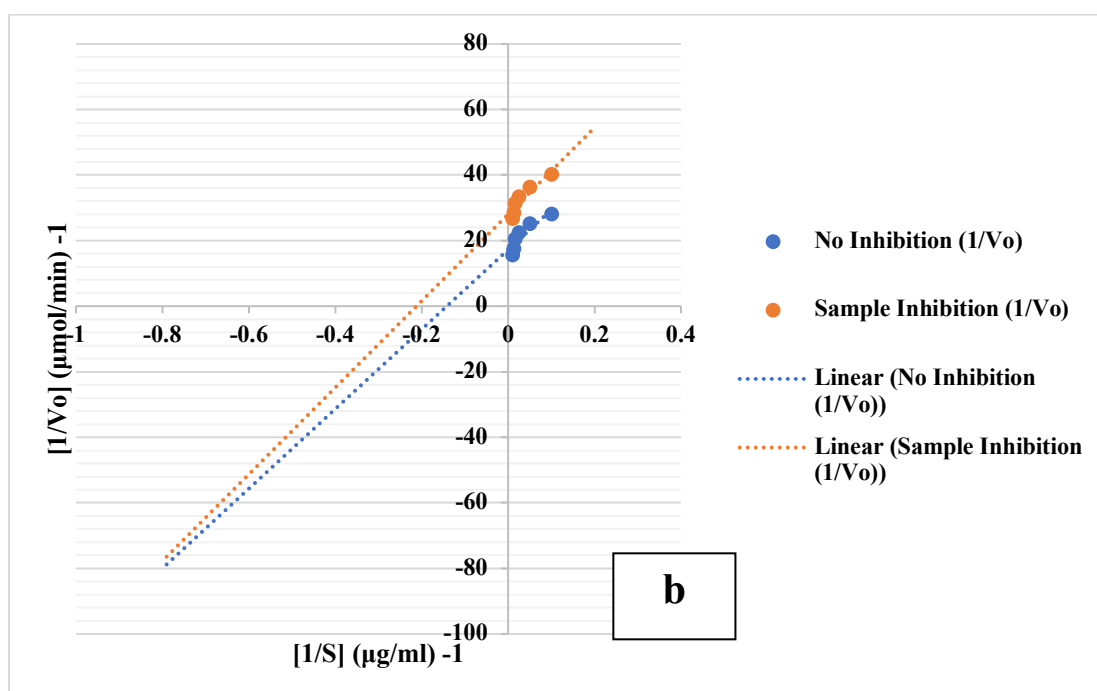 80
60
40
20
0
-1 -0.8 -0.6 -0.4 -0.2 0 0.2 0.4
-20
-40
-60
-80
-100
[1/Vo] (μmol/min) -1
[1/S] (μg/ml) -1
b
No Inhibition (1/Vo)
Sample Inhibition (1/Vo)
Linear (No Inhibition
(1/Vo))
Linear (Sample Inhibition
(1/Vo))